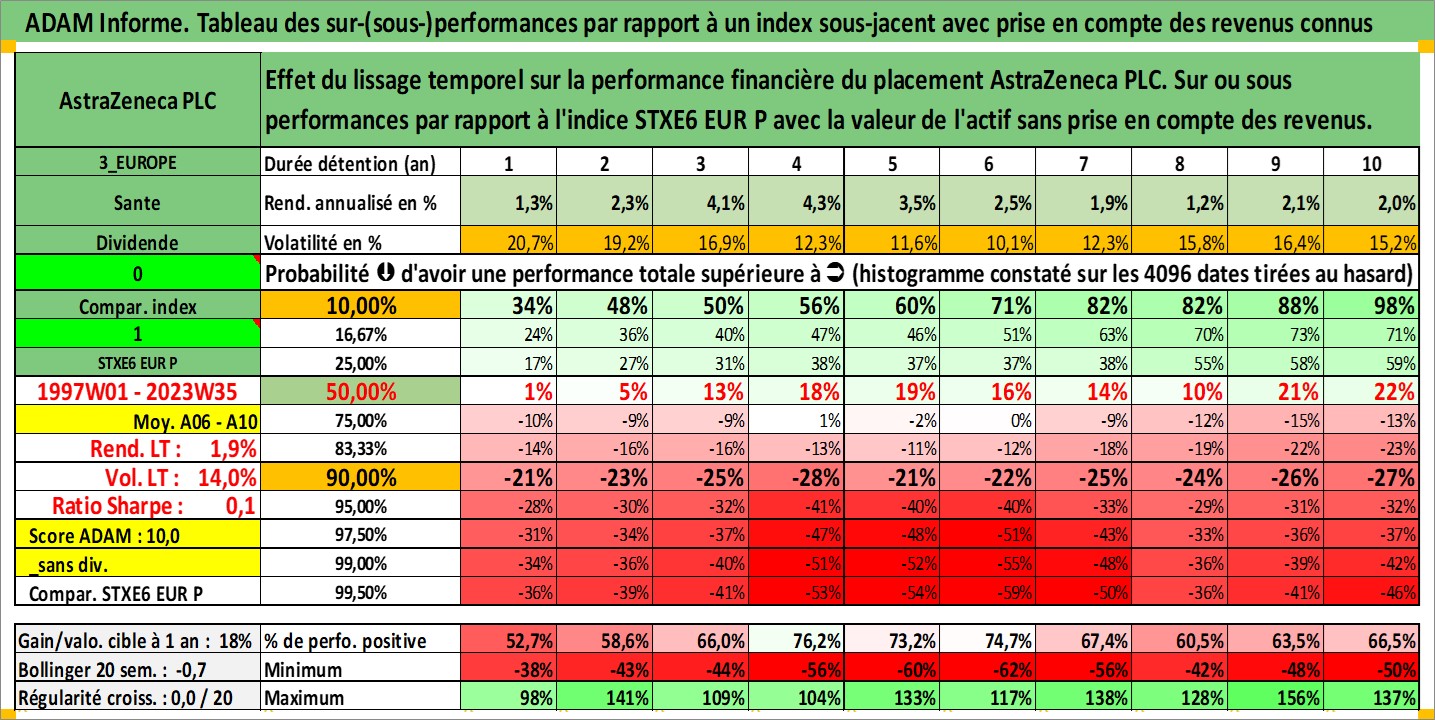 ADAM Informe. Tableau des sur-(sous-)performances par rapport à un index sous-jacent avec prise en compte des revenus connus
AstraZeneca PLC
Effet du lissage temporel sur la performance financière du placement AstraZeneca PLC. Sur ou sous
performances par rapport à l'indice STXE6 EUR P avec la valeur de l'actif sans prise en compte des revenus.
3_EUROPE Durée détention (an) 1 2 3 4 5 6 7 8 9 10
Sante Rend. annualisé en % 1,3% 2,3% 4,1% 4,3% 3,5% 2,5% 1,9% 1,2% 2,1% 2,0%
Dividende Volatilité en % 20,7% 19,2% 16,9% 12,3% 11,6% 10,1% 12,3% 15,8% 16,4% 15,2%
0 Probabilité ⬇ d'avoir une performance totale supérieure à ➲ (histogramme constaté sur les 4096 dates tirées au hasard)
Compar. index 10,00% 34% 48% 50% 56% 60% 71% 82% 82% 88% 98%
1 16,67% 24% 36% 40% 47% 46% 51% 63% 70% 73% 71%
STXE6 EUR P 25,00% 17% 27% 31% 38% 37% 37% 38% 55% 58% 59%
1997W01 - 2023W35 50,00% 1% 5% 13% 18% 19% 16% 14% 10% 21% 22%
Moy. A06 - A10 75,00% -10% -9% -9% 1% -2% 0% -9% -12% -15% -13%
Rend. LT : 1,9% 83,33% -14% -16% -16% -13% -11% -12% -18% -19% -22% -23%
Vol. LT : 14,0% 90,00% -21% -23% -25% -28% -21% -22% -25% -24% -26% -27%
Ratio Sharpe : 0,1 95,00% -28% -30% -32% -41% -40% -40% -33% -29% -31% -32%
Score ADAM : 10,0 97,50% -31% -34% -37% -47% -48% -51% -43% -33% -36% -37%
_sans div. 99,00% -34% -36% -40% -51% -52% -55% -48% -36% -39% -42%
Compar. STXE6 EUR P 99,50% -36% -39% -41% -53% -54% -59% -50% -36% -41% -46%
Gain/valo. cible à 1 an : 18% % de perfo. positive 52,7% 58,6% 66,0% 76,2% 73,2% 74,7% 67,4% 60,5% 63,5% 66,5%
Bollinger 20 sem. : -0,7 Minimum -38% -43% -44% -56% -60% -62% -56% -42% -48% -50%
Régularité croiss. : 0,0 / 20 Maximum 98% 141% 109% 104% 133% 117% 138% 128% 156% 137%